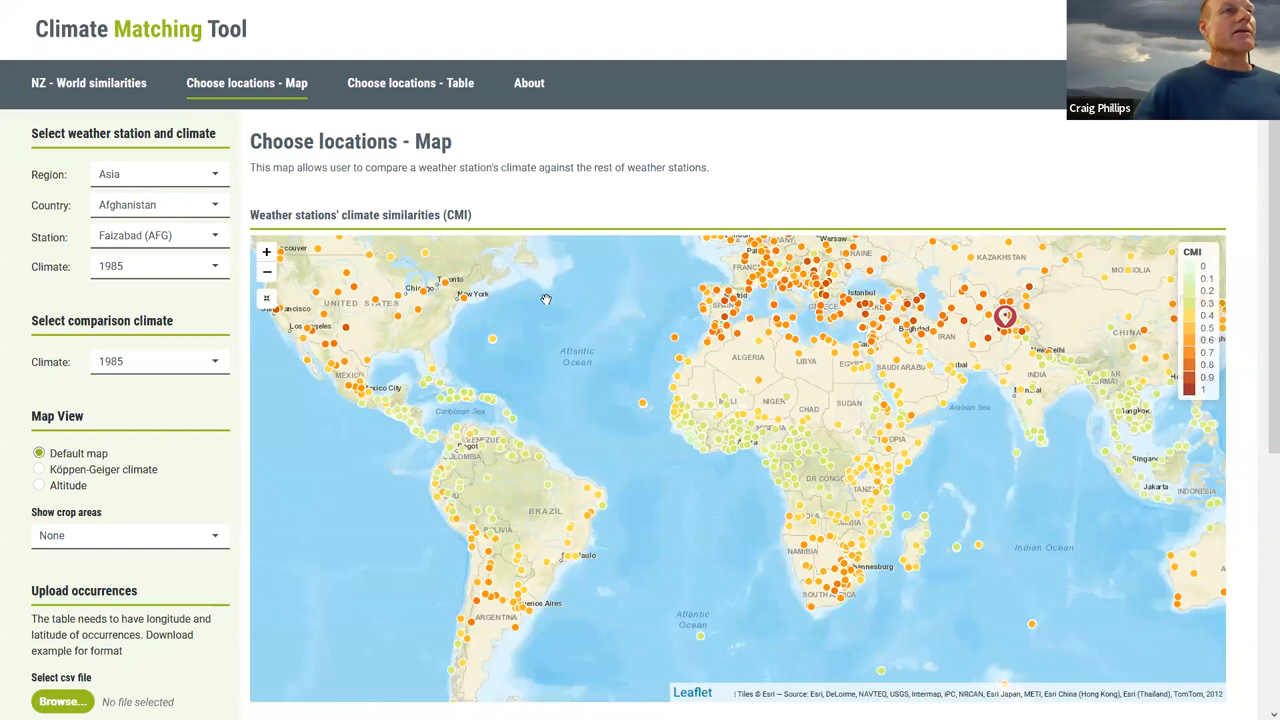 Climate Matching Tool
Craig Phillips
NZ - World similarities
Choose locations - Map
Choose locations - Table
About
Select weather station and climate
Region:
Asia
Country:
Afghanistan
Station:
Faizabad (AFG)
Climate:
1985
Select comparison climate
Climate:
1985
Map View
Default map
Köppen-Geiger climate
Altitude
Show crop areas
None
Upload occurrences
The table needs to have longitude and
latitude of occurrences. Download
example for format
Select csv file
Browse...
No file selected
Choose locations - Map
This map allows user to compare a weather station's climate against the rest of weather stations.
Weather stations' climate similarities (CMI)
+
−
CMI
0
0.1
0.2
0.3
0.4
0.5
0.6
0.7
0.8
0.9
1
Warsaw
UKRAINE
KAZAKHSTAN
Toronto
Chicago
New York
UNITED STATES
Los Angeles
Istanbul
Baghdad
IRAN
CHINA
New Delhi
Atlantic
Ocean
ALGERIA
LIBYA
EGYPT
SAUDI ARABIA
INDIA
MEXICO
Mexico City
Caribbean Sea
NIGER
CHAD
SUDAN
Arabian Sea
Bangkok
VENEZUELA
Bogot
COLOMBIA
ETHIOPIA
DR CONGO
Singap
Jakarta
INDONESIA
BRAZIL
BOLIVIA
NAMIBIA
Indian Ocean
SOUTH AFRICA
ARGENTINA
Atlantic
Ocean
Leaflet
| Tiles © Esri — Source: Esri, DeLorme, NAVTEQ, USGS, Intermap, iPC, NRCAN, Esri Japan, METI, Esri China (Hong Kong), Esri (Thailand), TomTom, 2012